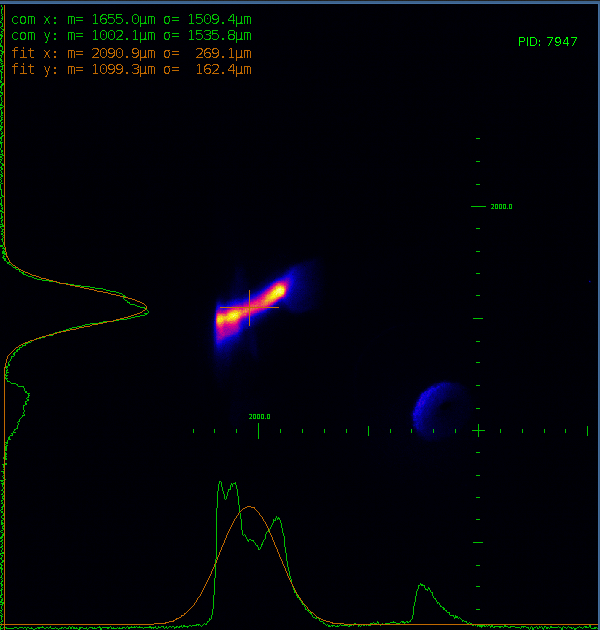 com x: m= 1655.0µm σ= 1509.4µm
com y: m= 1002.1µm σ= 1535.8µm
fit x: m= 2090.9µm σ= 269.1µm
fit y: m= 1099.3µm σ= 162.4µm
PID: 7947
2000.0
2000.0